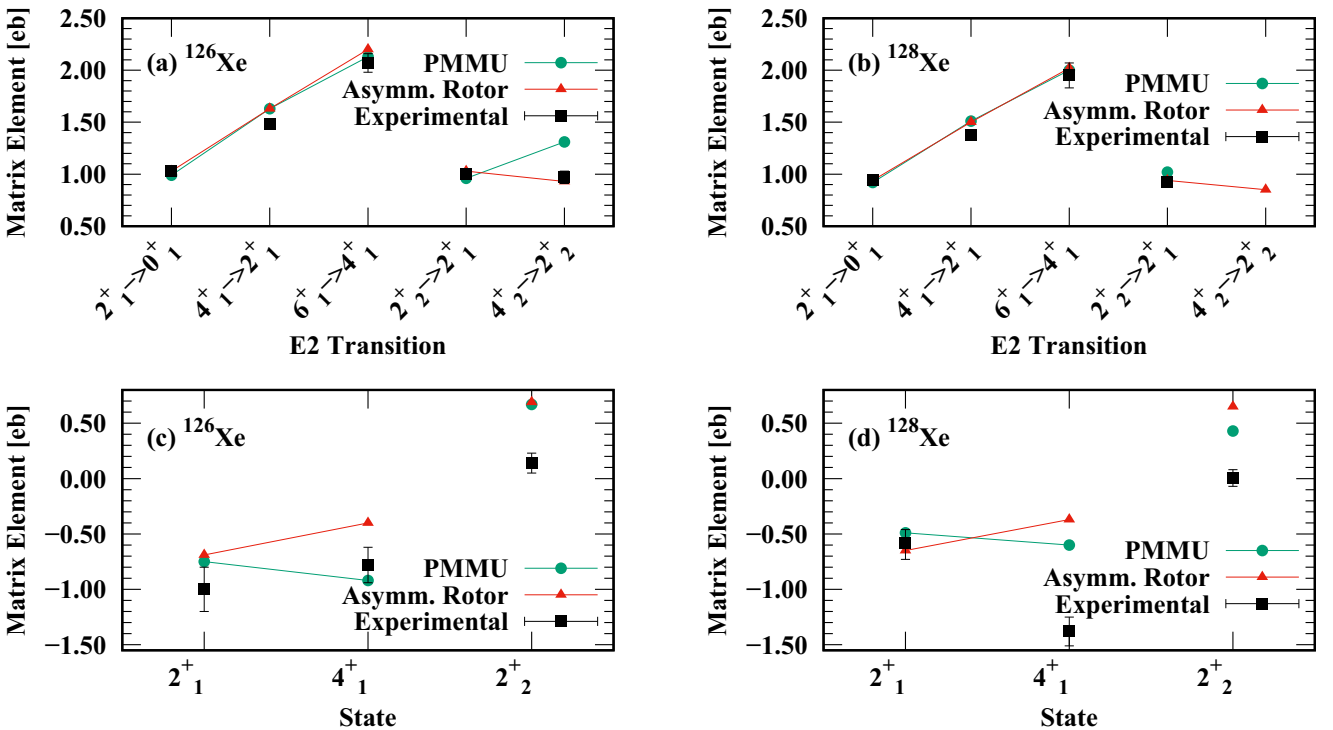 Matrix Element [eb]
2.50
2.00
1.50
1.00
0.50
(a) ¹²⁶Xe
PMMU
Asymm. Rotor
Experimental
2⁺₁->0⁺₁
4⁺₁->2⁺₁
6⁺₁->4⁺₁
2⁺₂->2⁺₁
4⁺₂->2⁺₂
E2 Transition
Matrix Element [eb]
2.50
2.00
1.50
1.00
0.50
(b) ¹²⁸Xe
PMMU
Asymm. Rotor
Experimental
2⁺₁->0⁺₁
4⁺₁->2⁺₁
6⁺₁->4⁺₁
2⁺₂->2⁺₁
4⁺₂->2⁺₂
E2 Transition
Matrix Element [eb]
0.50
0.00
−0.50
−1.00
−1.50
(c) ¹²⁶Xe
PMMU
Asymm. Rotor
Experimental
2⁺₁
4⁺₁
2⁺₂
State
Matrix Element [eb]
0.50
0.00
−0.50
−1.00
−1.50
(d) ¹²⁸Xe
PMMU
Asymm. Rotor
Experimental
2⁺₁
4⁺₁
2⁺₂
State